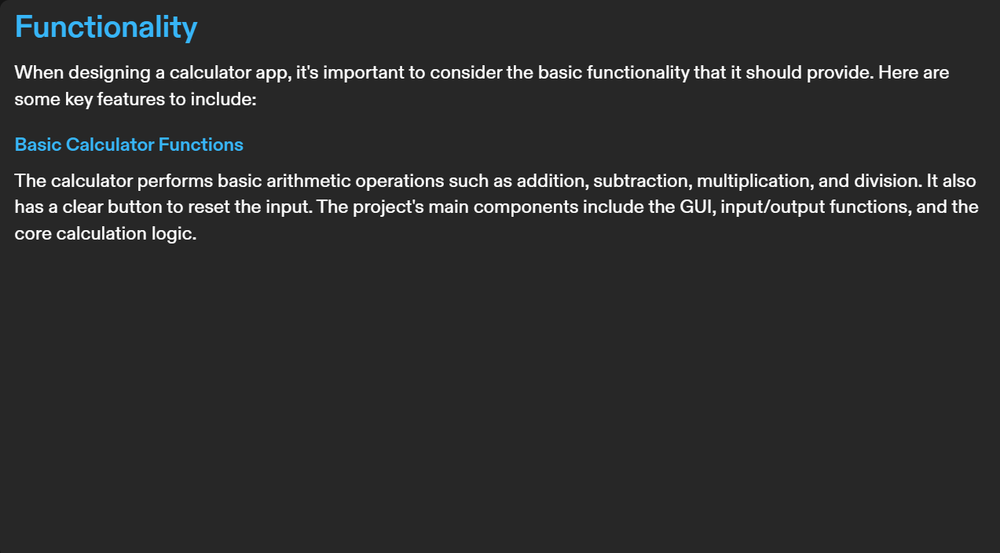 Functionality
When designing a calculator app, it's important to consider the basic functionality that it should provide. Here are
some key features to include:
Basic Calculator Functions
The calculator performs basic arithmetic operations such as addition, subtraction, multiplication, and division. It also
has a clear button to reset the input. The project's main components include the GUI, input/output functions, and the
core calculation logic.